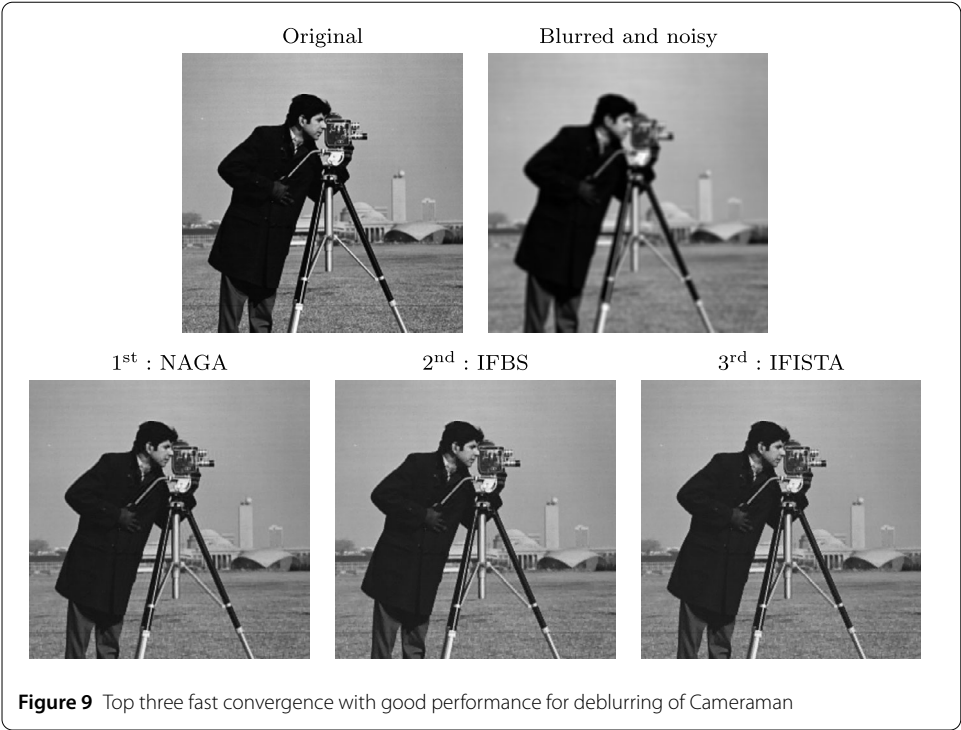 Original
Blurred and noisy
1st : NAGA
2nd : IFBS
3rd : IFISTA
Figure 9 Top three fast convergence with good performance for deblurring of Cameraman